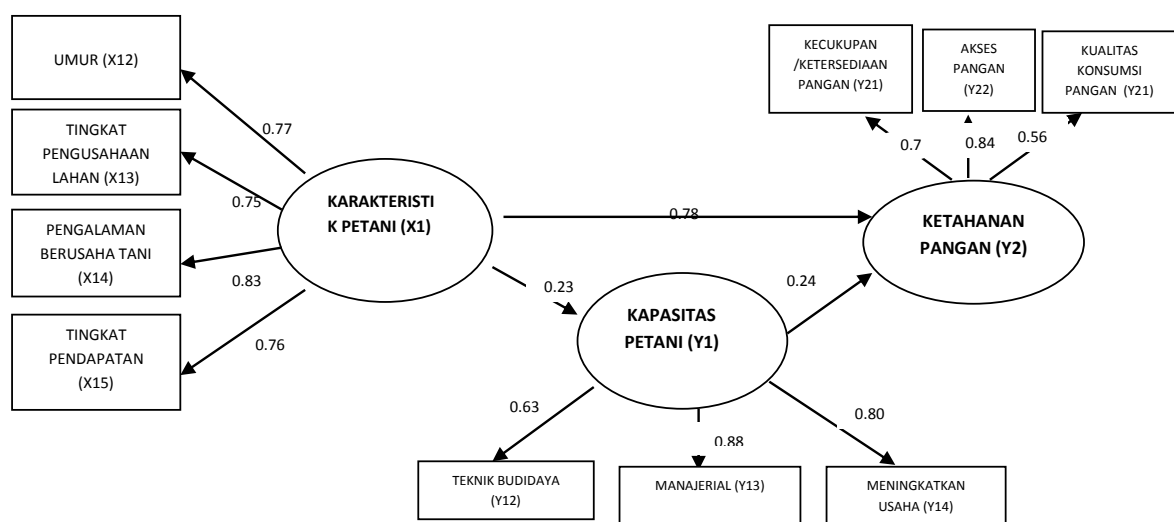 UMUR (X12)
TINGKAT
PENGUSAHAAN
LAHAN (X13)
PENGALAMAN
BERUSAHA TANI
(X14)
TINGKAT
PENDAPATAN
(X15)
0.77
0.75
0.83
0.76
KARAKTERISTI
K PETANI (X1)
0.78
0.23
KAPASITAS
PETANI (Y1)
0.24
KECUKUPAN
/KETERSEDIAAN
PANGAN (Y21)
AKSES
PANGAN
(Y22)
KUALITAS
KONSUMSI
PANGAN (Y21)
0.7
0.84
0.56
KETAHANAN
PANGAN (Y2)
0.63
0.88
0.80
TEKNIK BUDIDAYA
(Y12)
MANAJERIAL (Y13)
MENINGKATKAN
USAHA (Y14)